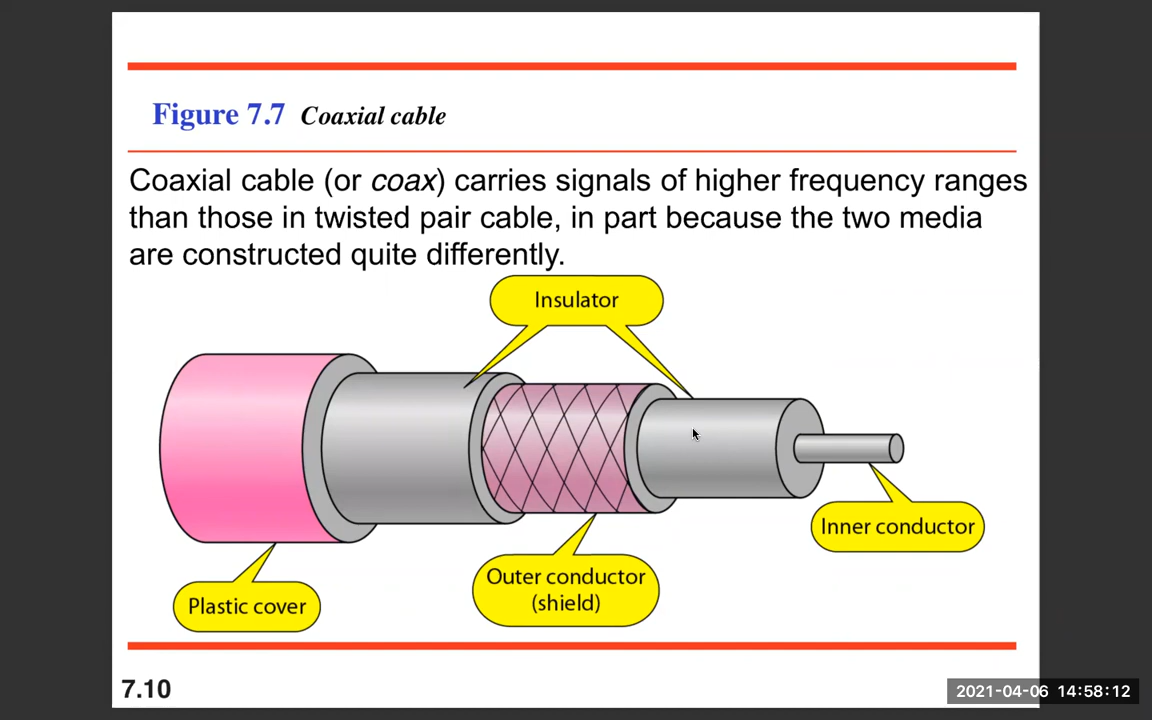 Figure 7.7 Coaxial cable
Coaxial cable (or coax) carries signals of higher frequency ranges
than those in twisted pair cable, in part because the two media
are constructed quite differently.
Insulator
Inner conductor
Outer conductor
(shield)
Plastic cover
7.10
2021-04-06 14:58:12